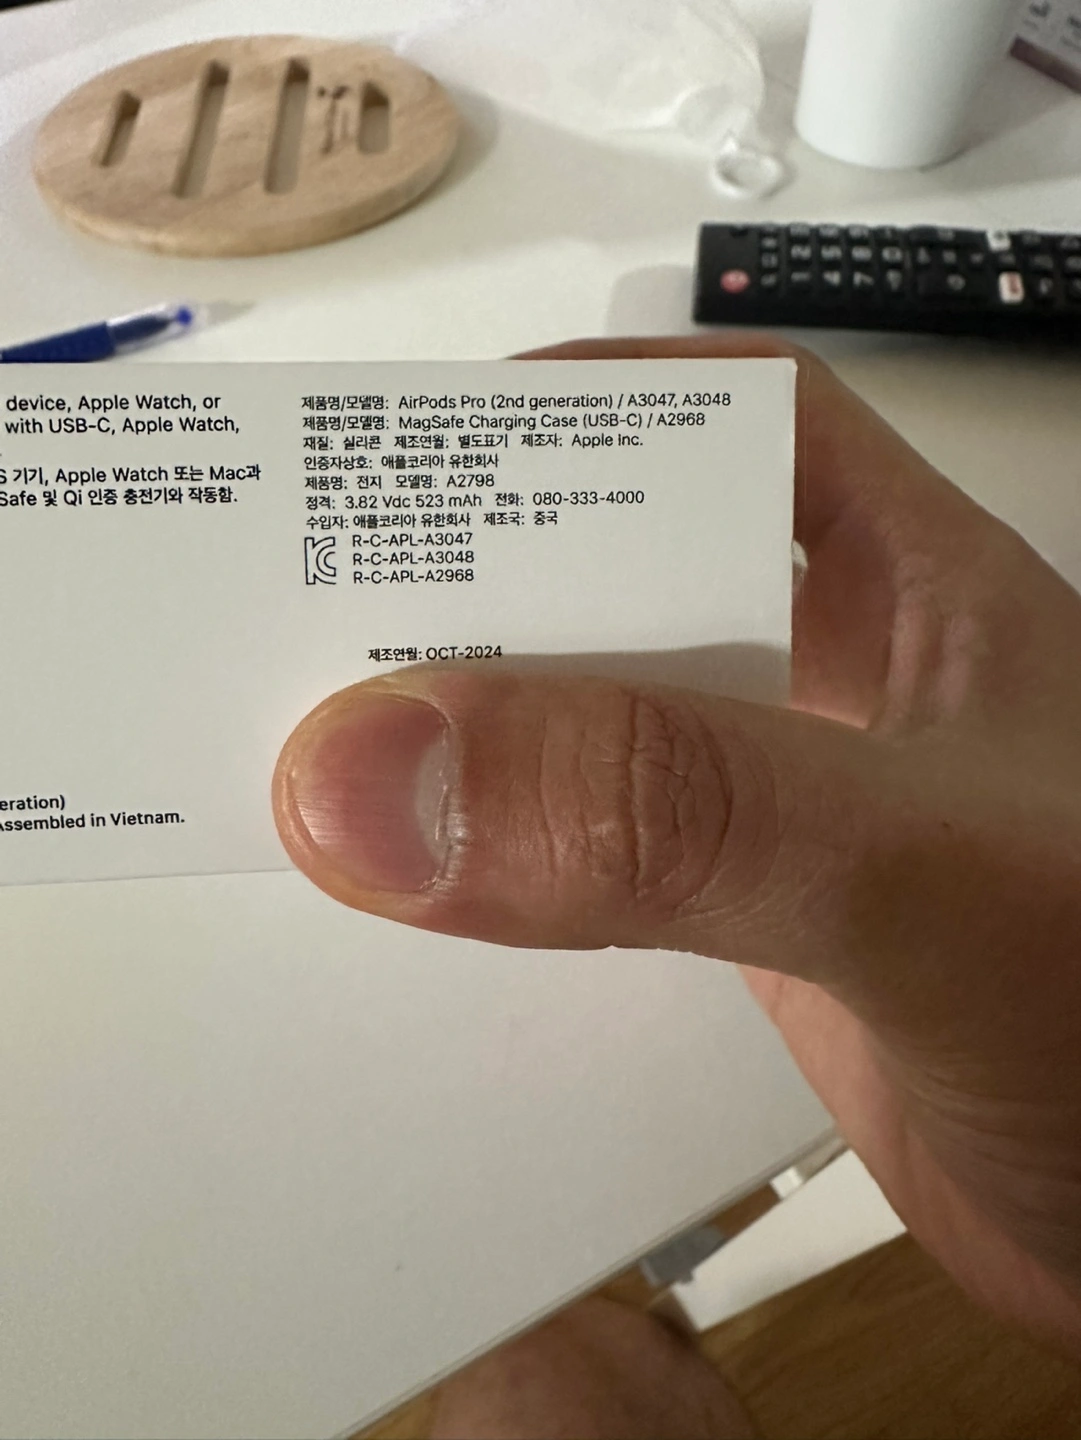 device, Apple Watch, or
with USB-C, Apple Watch,
기기, Apple Watch 또는 Mac과
및 Qi 인증 충전기와 작동함.
제품명/모델명: AirPods Pro (2nd generation) / A3047, A3048
제품명/모델명: MagSafe Charging Case (USB-C) / A2968
재질: 실리콘 제조연월: 별도표기 제조자: Apple Inc.
인증자상호: 애플코리아 유한회사
제품명: 전지 모델명: A2798
정격: 3.82 Vdc 523 mAh 전화: 080-333-4000
수입자: 애플코리아 유한회사 제조국: 중국
R-C-APL-A3047
R-C-APL-A3048
R-C-APL-A2968
제조연월: OCT-2024
eration)
Assembled in Vietnam.